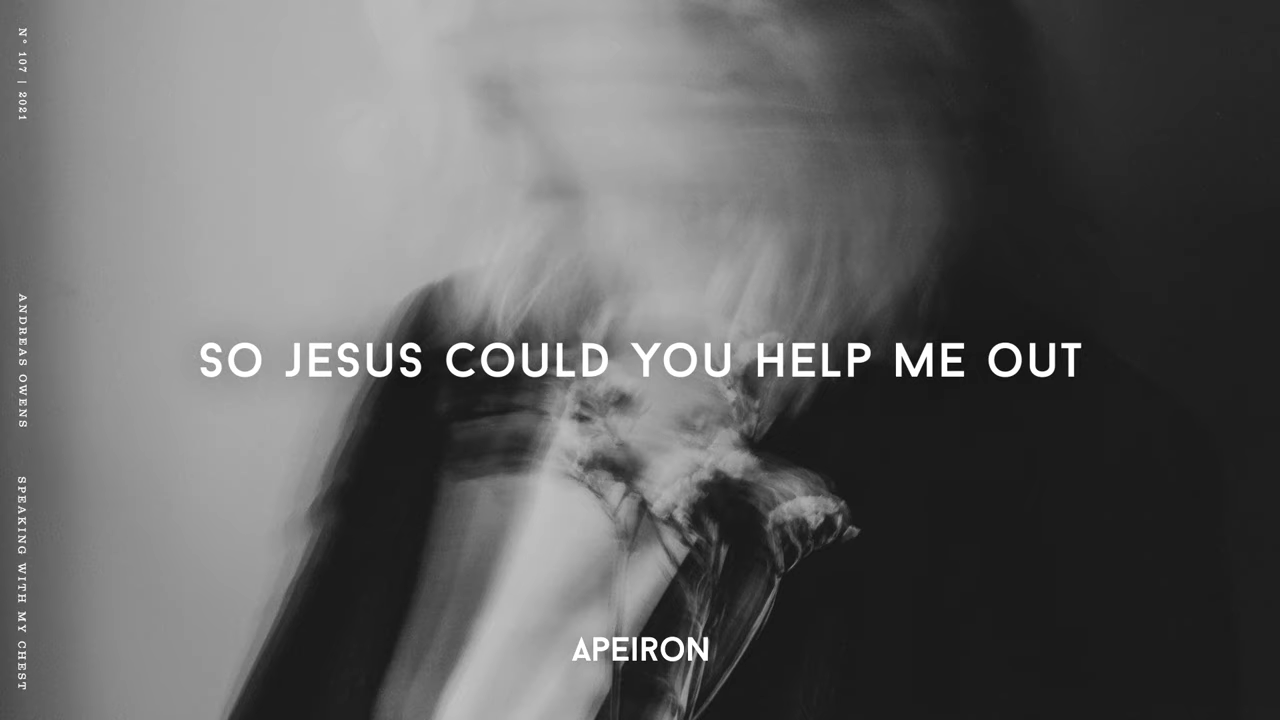 N° 107 | 2021
ANDREAS OWENS
SPEAKING WITH MY CHEST
SO JESUS COULD YOU HELP ME OUT
APEIRON